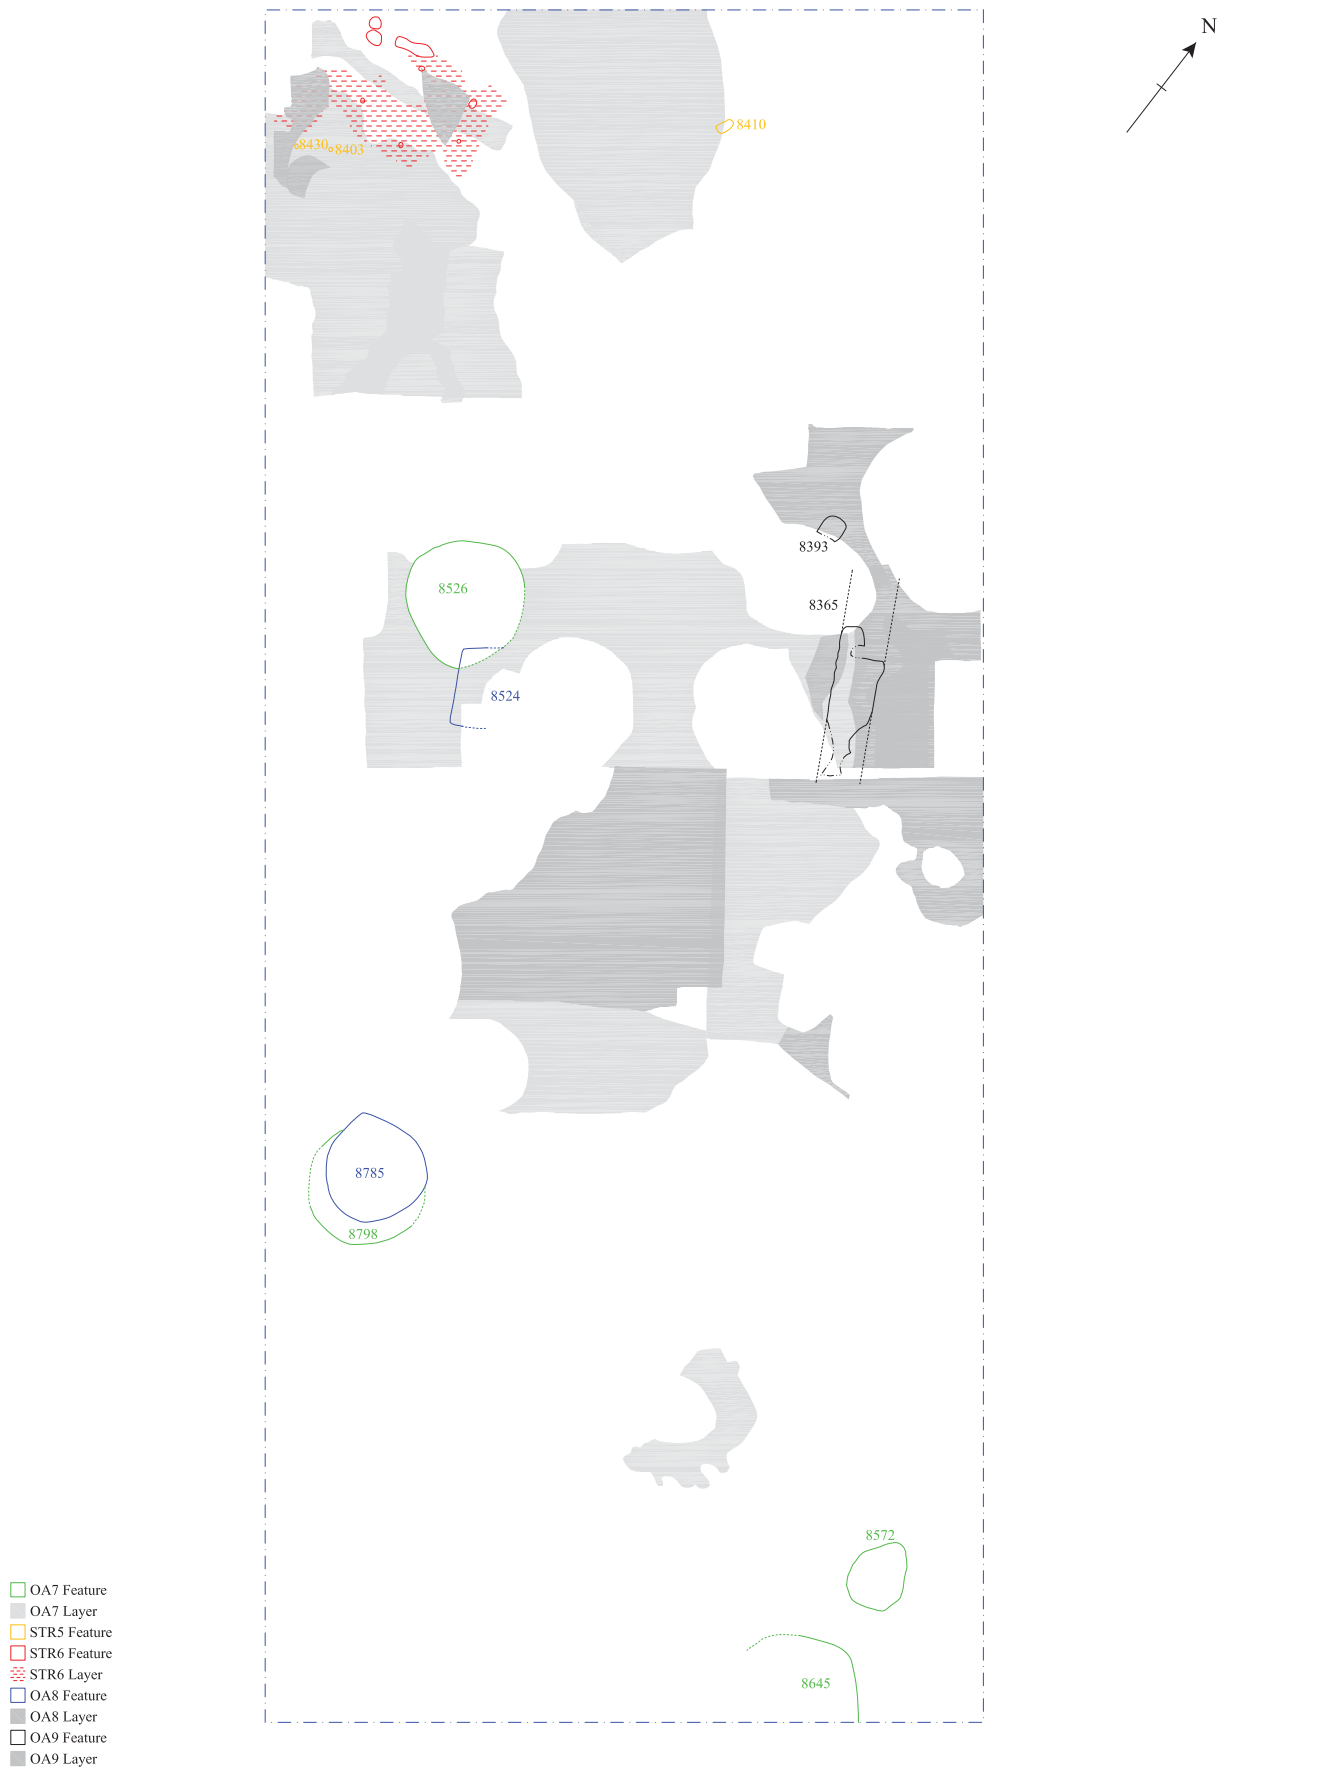 N
8410
8430
8403
8393
8526
8365
8524
8785
8798
8572
8645
OA7 Feature
OA7 Layer
STR5 Feature
STR6 Feature
STR6 Layer
OA8 Feature
OA8 Layer
OA9 Feature
OA9 Layer